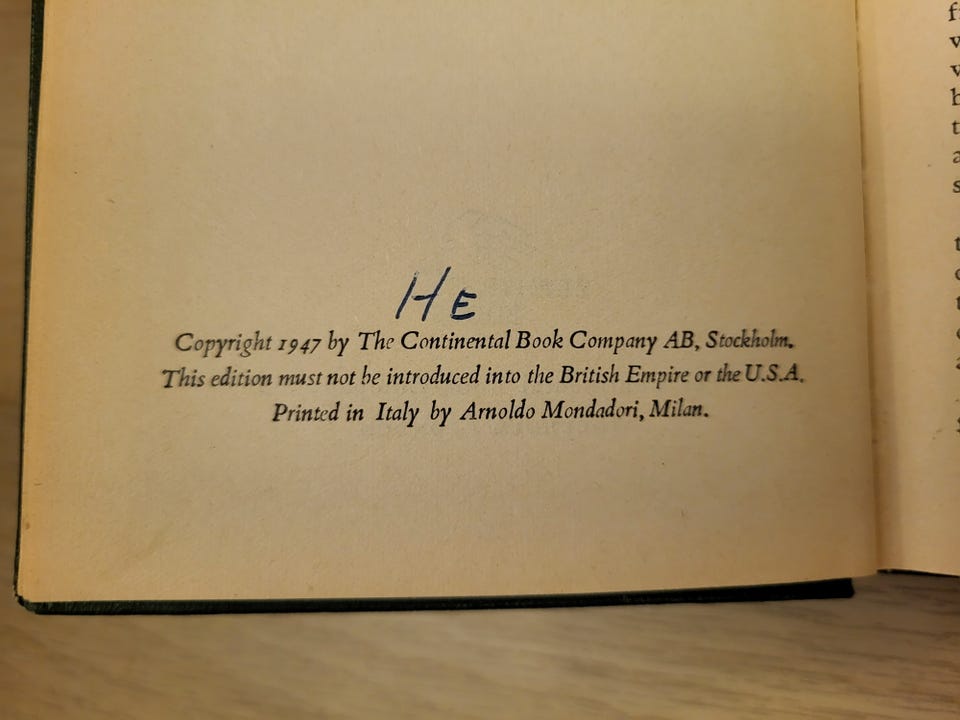 HE
Copyright 1947 by The Continental Book Company AB, Stockholm.
This edition must not be introduced into the British Empire or the U.S.A.
Printed in Italy by Arnoldo Mondadori, Milan.